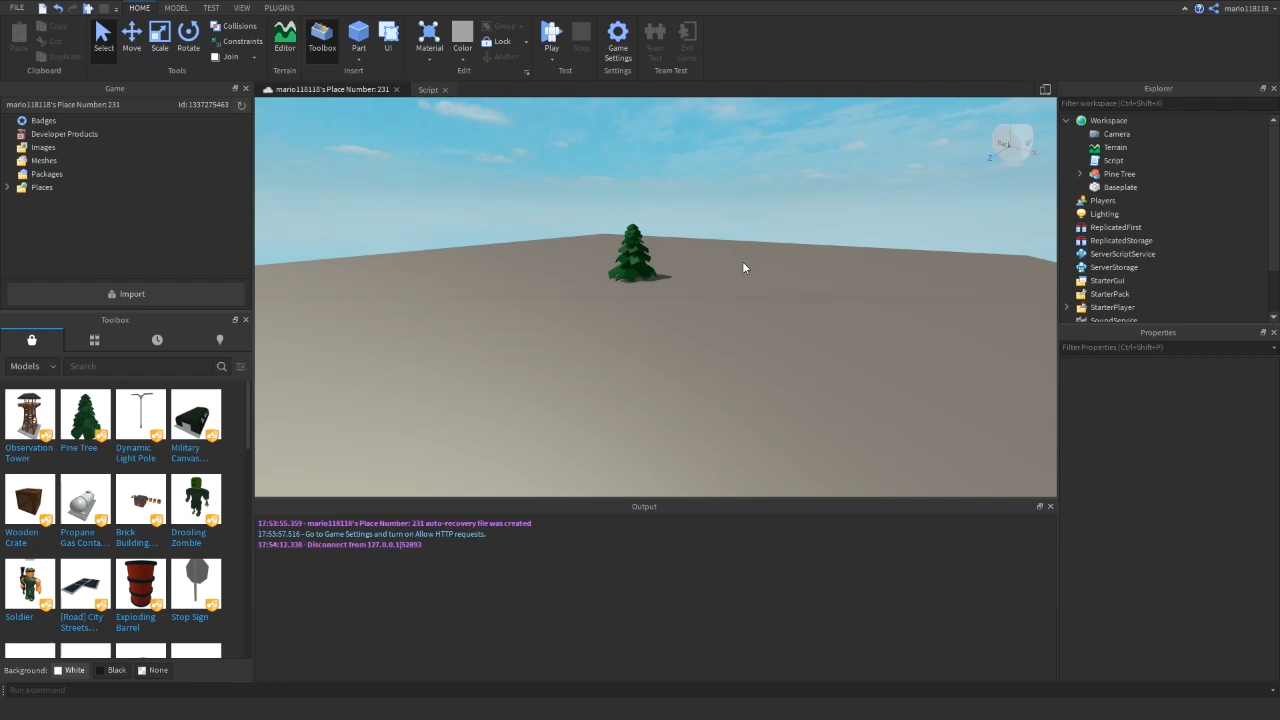 FILE HOME MODEL TEST VIEW PLUGINS mario118118
Paste Copy Cut Duplicate Select Move Scale Rotate Collisions Constraints Join Editor Toolbox Part UI Material Color Group Lock Anchor Play Stop Game Settings Team Test Exit Game
Clipboard Tools Terrain Insert Edit Test Settings Team Test
Game
mario118118's Place Number: 231 Id: 1337275463
Badges
Developer Products
Images
Meshes
Packages
Places
Import
Toolbox
Models Search
Observation Tower
Pine Tree
Dynamic Light Pole
Military Canvas...
Wooden Crate
Propane Gas Conta...
Brick Building,...
Drooling Zombie
Soldier
[Road] City Streets...
Exploding Barrel
Stop Sign
Background: White Black None
Run a command
mario118118's Place Number: 231 Script
Back
Z
Output
17:53:55.359 - mario118118's Place Number: 231 auto-recovery file was created
17:53:57.516 - Go to Game Settings and turn on Allow HTTP requests.
17:54:12.338 - Disconnect from 127.0.0.1|52093
Explorer
Filter workspace (Ctrl+Shift+X)
Workspace
Camera
Terrain
Script
Pine Tree
Baseplate
Players
Lighting
ReplicatedFirst
ReplicatedStorage
ServerScriptService
ServerStorage
StarterGui
StarterPack
StarterPlayer
SoundService
Properties
Filter Properties (Ctrl+Shift+P)